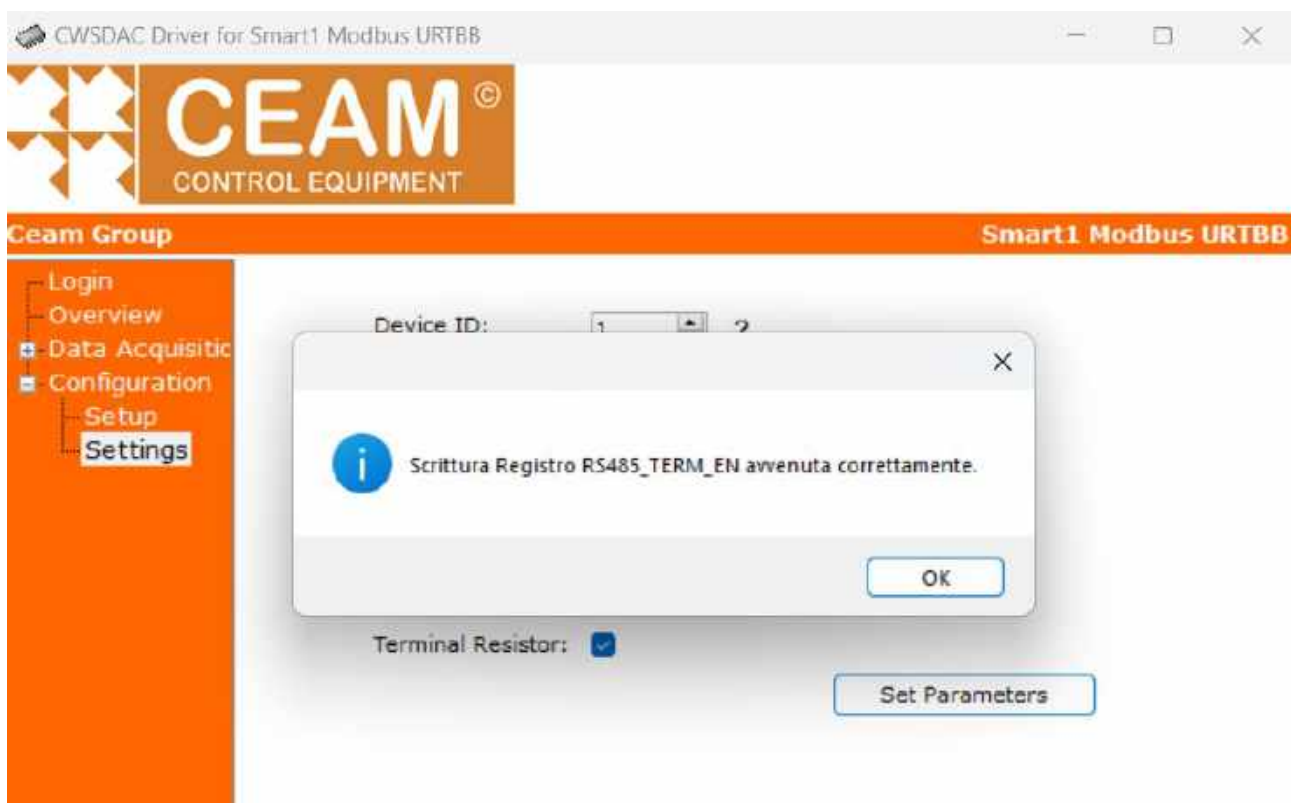 CWSDAC Driver for Smart1 Modbus URTBB
CEAM ©
CONTROL EQUIPMENT
Ceam Group
Smart1 Modbus URTBB
Login
Overview
Data Acquisitic
Configuration
Setup
Settings
Device ID: 1 ?
Scrittura Registro RS485_TERM_EN avvenuta correttamente.
OK
Terminal Resistor:
Set Parameters